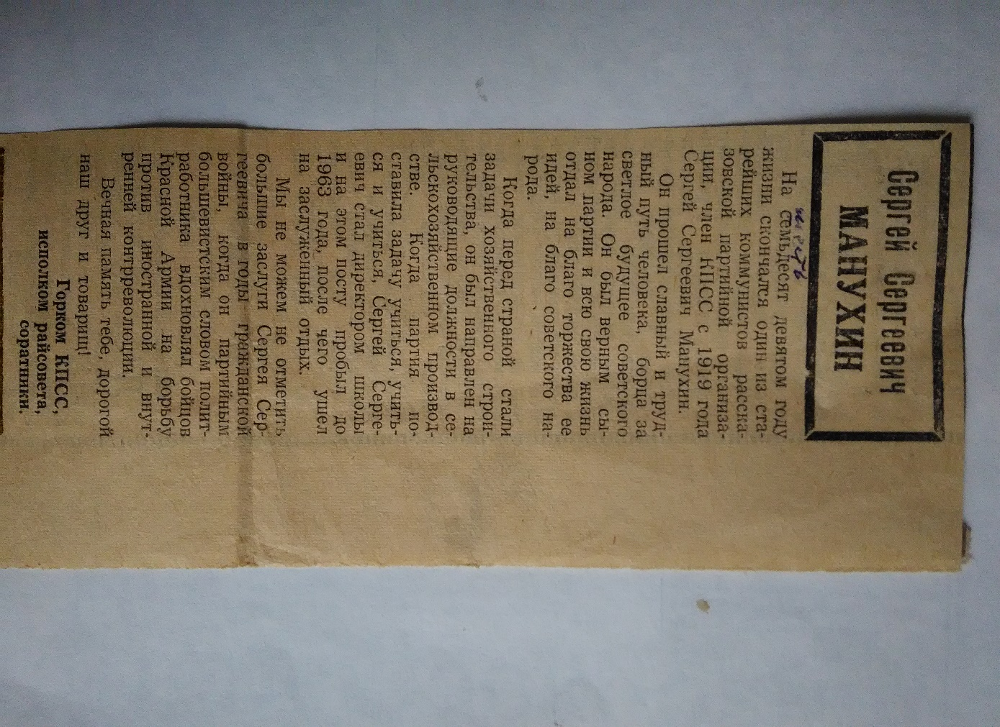 Сергей Сергеевич
МАНУХИН
На семьдесят девятом году
жизни скончался один из ста-
рейших коммунистов расска-
зовской партийной организа-
ции, член КПСС с 1919 года
Сергей Сергеевич Манухин.
Он прошел славный и труд-
ный путь человека, борца за
светлое будущее советского
народа. Он был верным сы-
ном партии и всю свою жизнь
отдал на благо торжества ее
идей, на благо советского на-
рода.
Когда перед страной стали
задачи хозяйственного строи-
тельства, он был направлен на
руководящие должности в се-
льскохозяйственном производ-
стве. Когда партия по-
ставила задачу учиться, учить-
ся и учиться, Сергей Серге-
евич стал директором школы
и на этом посту пробыл до
1963 года, после чего ушел
на заслуженный отдых.
Мы не можем не отметить
большие заслуги Сергея Сер-
геевича в годы гражданской
войны, когда он партийным
большевистским словом полит-
работника вдохновлял бойцов
Красной Армии на борьбу
против иностранной и внут-
ренней контрреволюции.
Вечная память тебе, дорогой
наш друг и товарищ!
Горком КПСС,
исполком райсовета,
соратники.